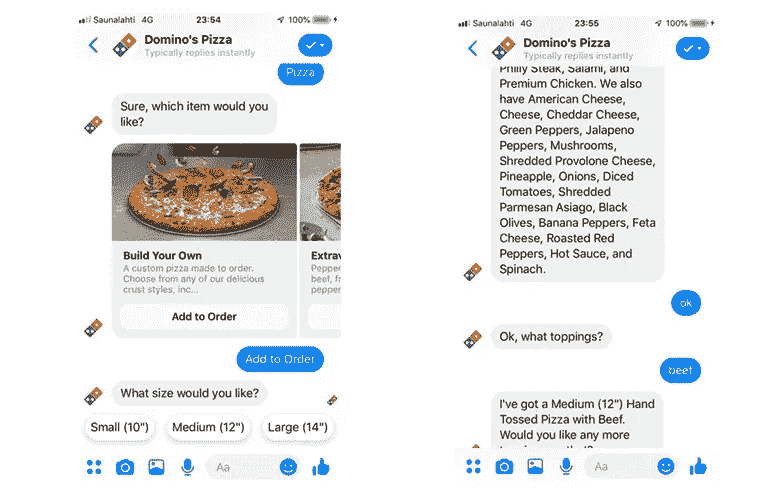 Saunalahti 4G 23:54 100%
Domino's Pizza
Typically replies instantly
Pizza
Sure, which item would you
like?
Build Your Own
A custom pizza made to order.
Choose from any of our delicious
crust styles, inc...
Add to Order
Extrav
Peppe
beef,
pepper
Add to Order
What size would you like?
Small (10") Medium (12") Large (14")
Aa
Saunalahti 4G 23:55 100%
Domino's Pizza
Typically replies instantly
Philly Steak, Salami, and
Premium Chicken. We also
have American Cheese,
Cheese, Cheddar Cheese,
Green Peppers, Jalapeno
Peppers, Mushrooms,
Shredded Provolone Cheese,
Pineapple, Onions, Diced
Tomatoes, Shredded
Parmesan Asiago, Black
Olives, Banana Peppers, Feta
Cheese, Roasted Red
Peppers, Hot Sauce, and
Spinach.
ok
Ok, what toppings?
beef
I've got a Medium (12") Hand
Tossed Pizza with Beef.
Would you like any more
Aa